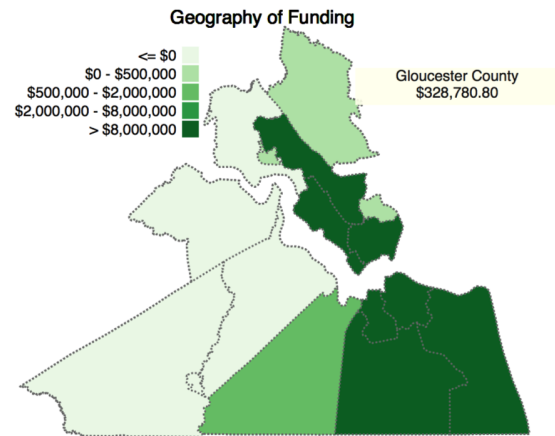 Geography of Funding
<= $0
$0 - $500,000
$500,000 - $2,000,000
$2,000,000 - $8,000,000
> $8,000,000
Gloucester County
$328,780.80